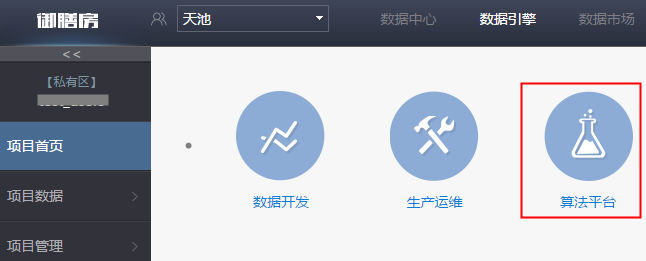 御膳房
天池
数据中心
数据引擎
数据市场
<<
【私有区】
项目首页
项目数据
项目管理
数据开发
生产运维
算法平台